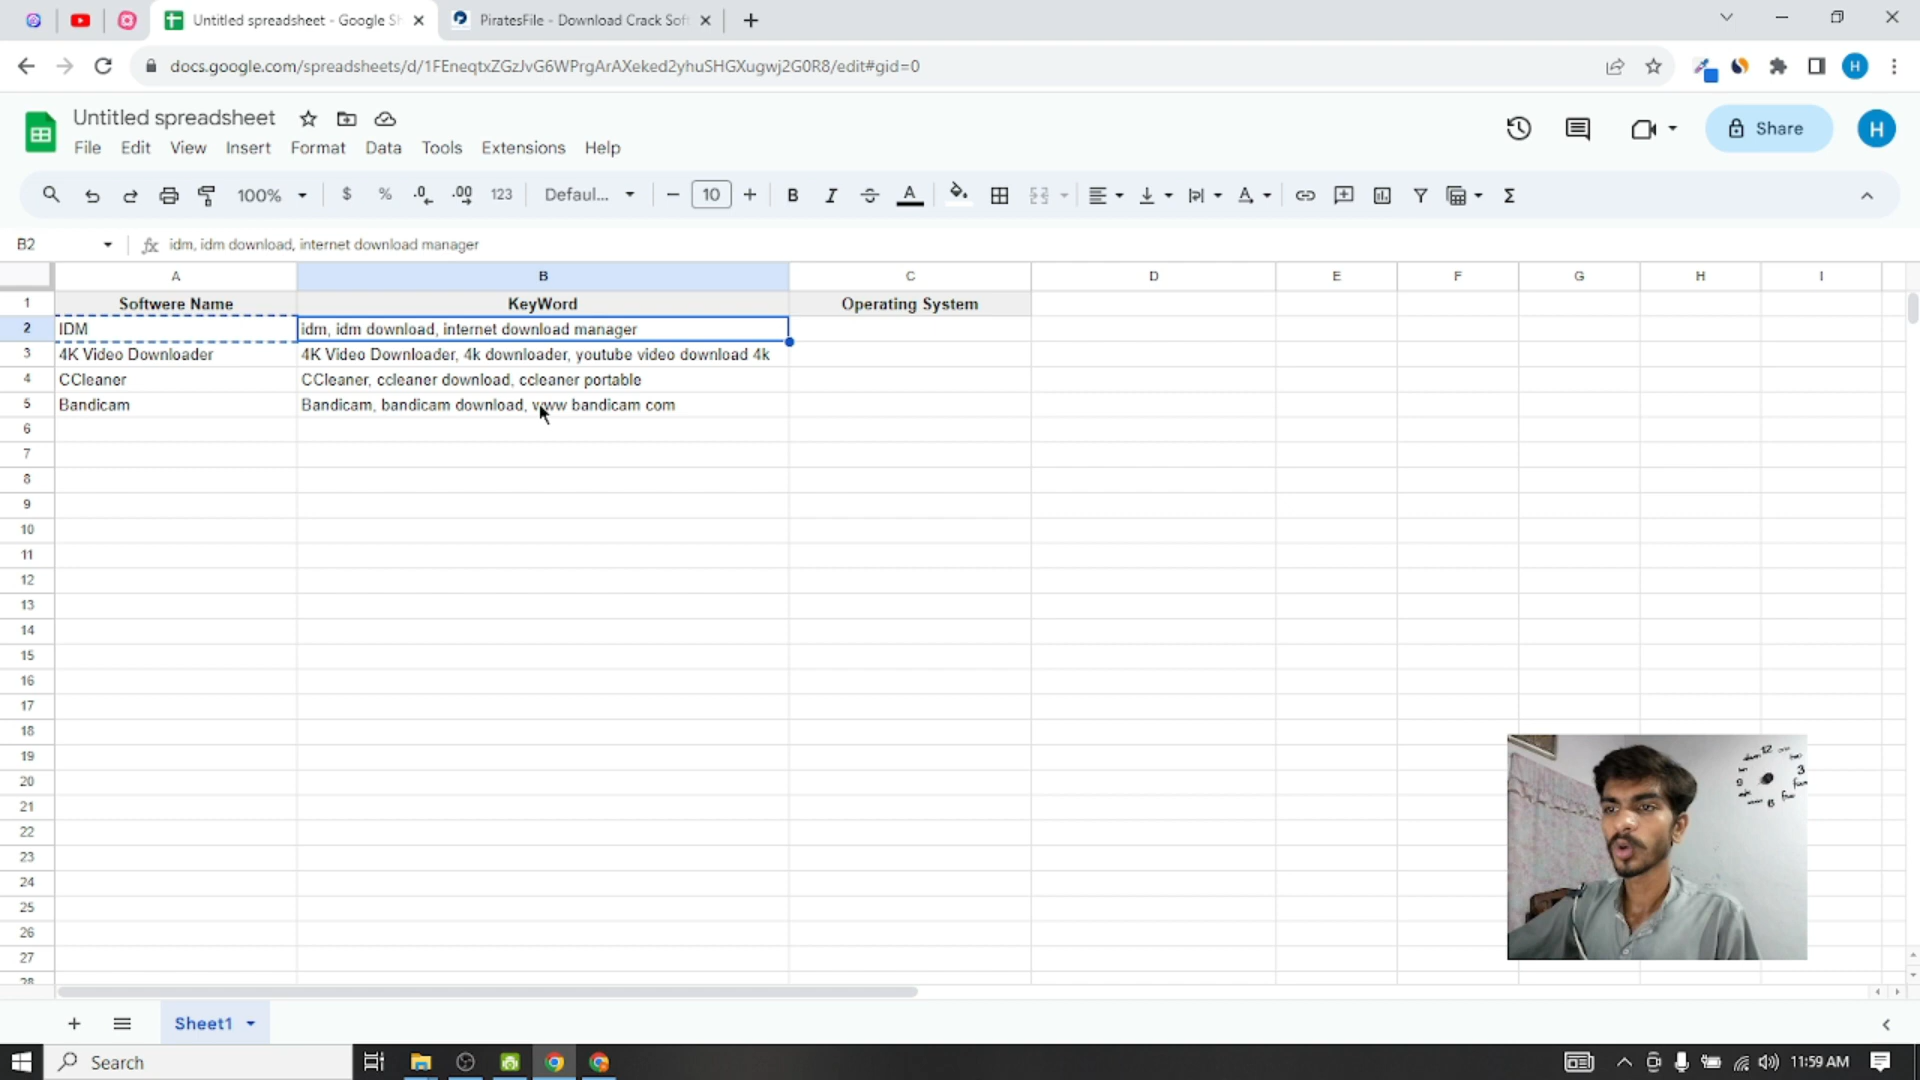 Untitled spreadsheet - Google Sh
PiratesFile - Download Crack Soft
docs.google.com/spreadsheets/d/1FEneqtxZGzJvG6WPrgArAXeked2yhuSHGXugwj2G0R8/edit#gid=0
H
Untitled spreadsheet
File Edit View Insert Format Data Tools Extensions Help
Share
H
100% $ % .0 .00 123 Defaul... 10 B I A Σ
B2 fx idm, idm download, internet download manager
A B C D E F G H I
1 Softwere Name KeyWord Operating System
2 IDM idm, idm download, internet download manager
3 4K Video Downloader 4K Video Downloader, 4k downloader, youtube video download 4k
4 CCleaner CCleaner, ccleaner download, ccleaner portable
5 Bandicam Bandicam, bandicam download, www bandicam com
6
7
8
9
10
11
12
13
14
15
16
17
18
19
20
21
22
23
24
25
26
27
28
Sheet1
Search
11:59 AM